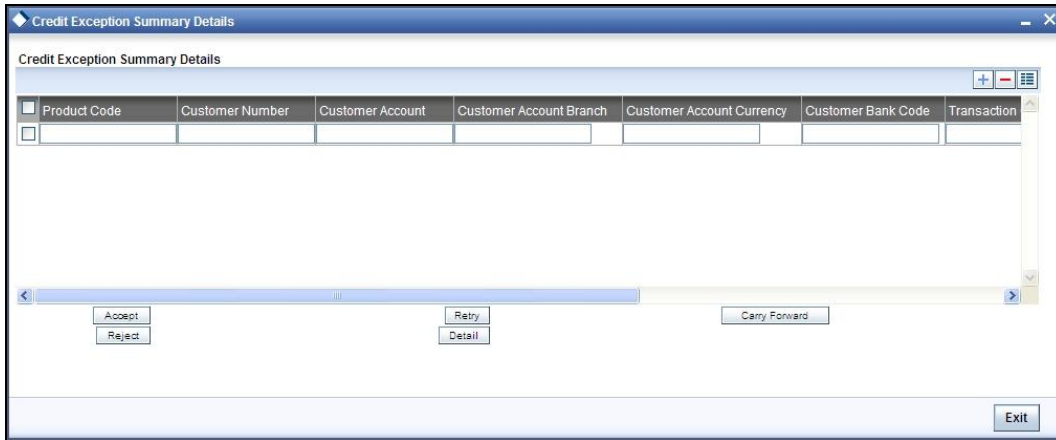 Credit Exception Summary Details
Credit Exception Summary Details
Product Code Customer Number Customer Account Customer Account Branch Customer Account Currency Customer Bank Code Transaction
Accept Retry Carry Forward
Reject Detail
Exit